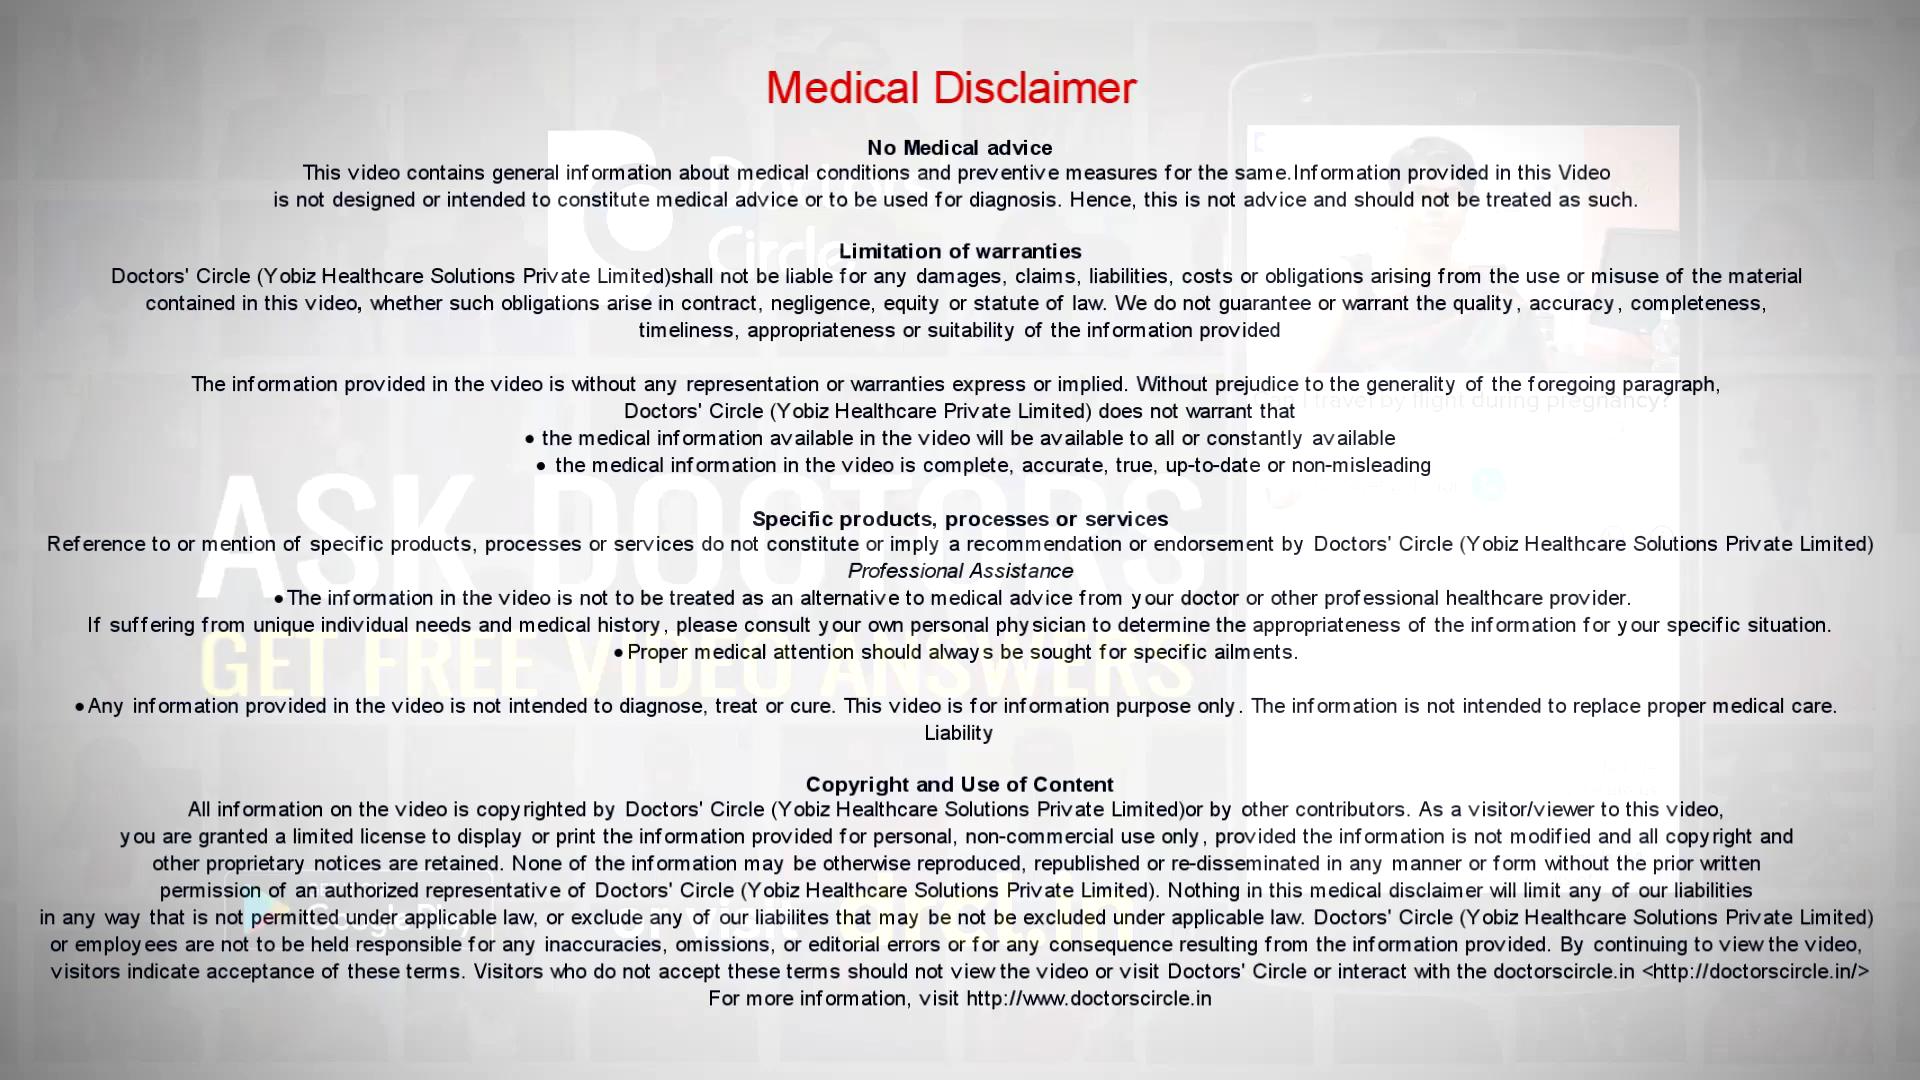 Medical Disclaimer
No Medical advice
This video contains general information about medical conditions and preventive measures for the same.Information provided in this Video
is not designed or intended to constitute medical advice or to be used for diagnosis. Hence, this is not advice and should not be treated as such.
Doctors
Circle
Limitation of warranties
Doctors' Circle (Yobiz Healthcare Solutions Private Limited)shall not be liable for any damages, claims, liabilities, costs or obligations arising from the use or misuse of the material
contained in this video, whether such obligations arise in contract, negligence, equity or statute of law. We do not guarantee or warrant the quality, accuracy, completeness,
timeliness, appropriateness or suitability of the information provided
The information provided in the video is without any representation or warranties express or implied. Without prejudice to the generality of the foregoing paragraph,
Can I travel by flight during pregnancy?
Doctors' Circle (Yobiz Healthcare Private Limited) does not warrant that
• the medical information available in the video will be available to all or constantly available
• the medical information in the video is complete, accurate, true, up-to-date or non-misleading
ASK DOCTORS
Specific products, processes or services
Reference to or mention of specific products, processes or services do not constitute or imply a recommendation or endorsement by Doctors' Circle (Yobiz Healthcare Solutions Private Limited)
Professional Assistance
•The information in the video is not to be treated as an alternative to medical advice from your doctor or other professional healthcare provider.
If suffering from unique individual needs and medical history, please consult your own personal physician to determine the appropriateness of the information for your specific situation.
GET FREE VIDEO ANSWERS
•Proper medical attention should always be sought for specific ailments.
•Any information provided in the video is not intended to diagnose, treat or cure. This video is for information purpose only. The information is not intended to replace proper medical care.
Liability
Copyright and Use of Content
All information on the video is copyrighted by Doctors' Circle (Yobiz Healthcare Solutions Private Limited)or by other contributors. As a visitor/viewer to this video,
you are granted a limited license to display or print the information provided for personal, non-commercial use only, provided the information is not modified and all copyright and
other proprietary notices are retained. None of the information may be otherwise reproduced, republished or re-disseminated in any manner or form without the prior written
permission of an authorized representative of Doctors' Circle (Yobiz Healthcare Solutions Private Limited). Nothing in this medical disclaimer will limit any of our liabilities
Google Play or visit drcl.in
in any way that is not permitted under applicable law, or exclude any of our liabilites that may be not be excluded under applicable law. Doctors' Circle (Yobiz Healthcare Solutions Private Limited)
or employees are not to be held responsible for any inaccuracies, omissions, or editorial errors or for any consequence resulting from the information provided. By continuing to view the video,
visitors indicate acceptance of these terms. Visitors who do not accept these terms should not view the video or visit Doctors' Circle or interact with the doctorscircle.in <http://doctorscircle.in/>
For more information, visit http://www.doctorscircle.in